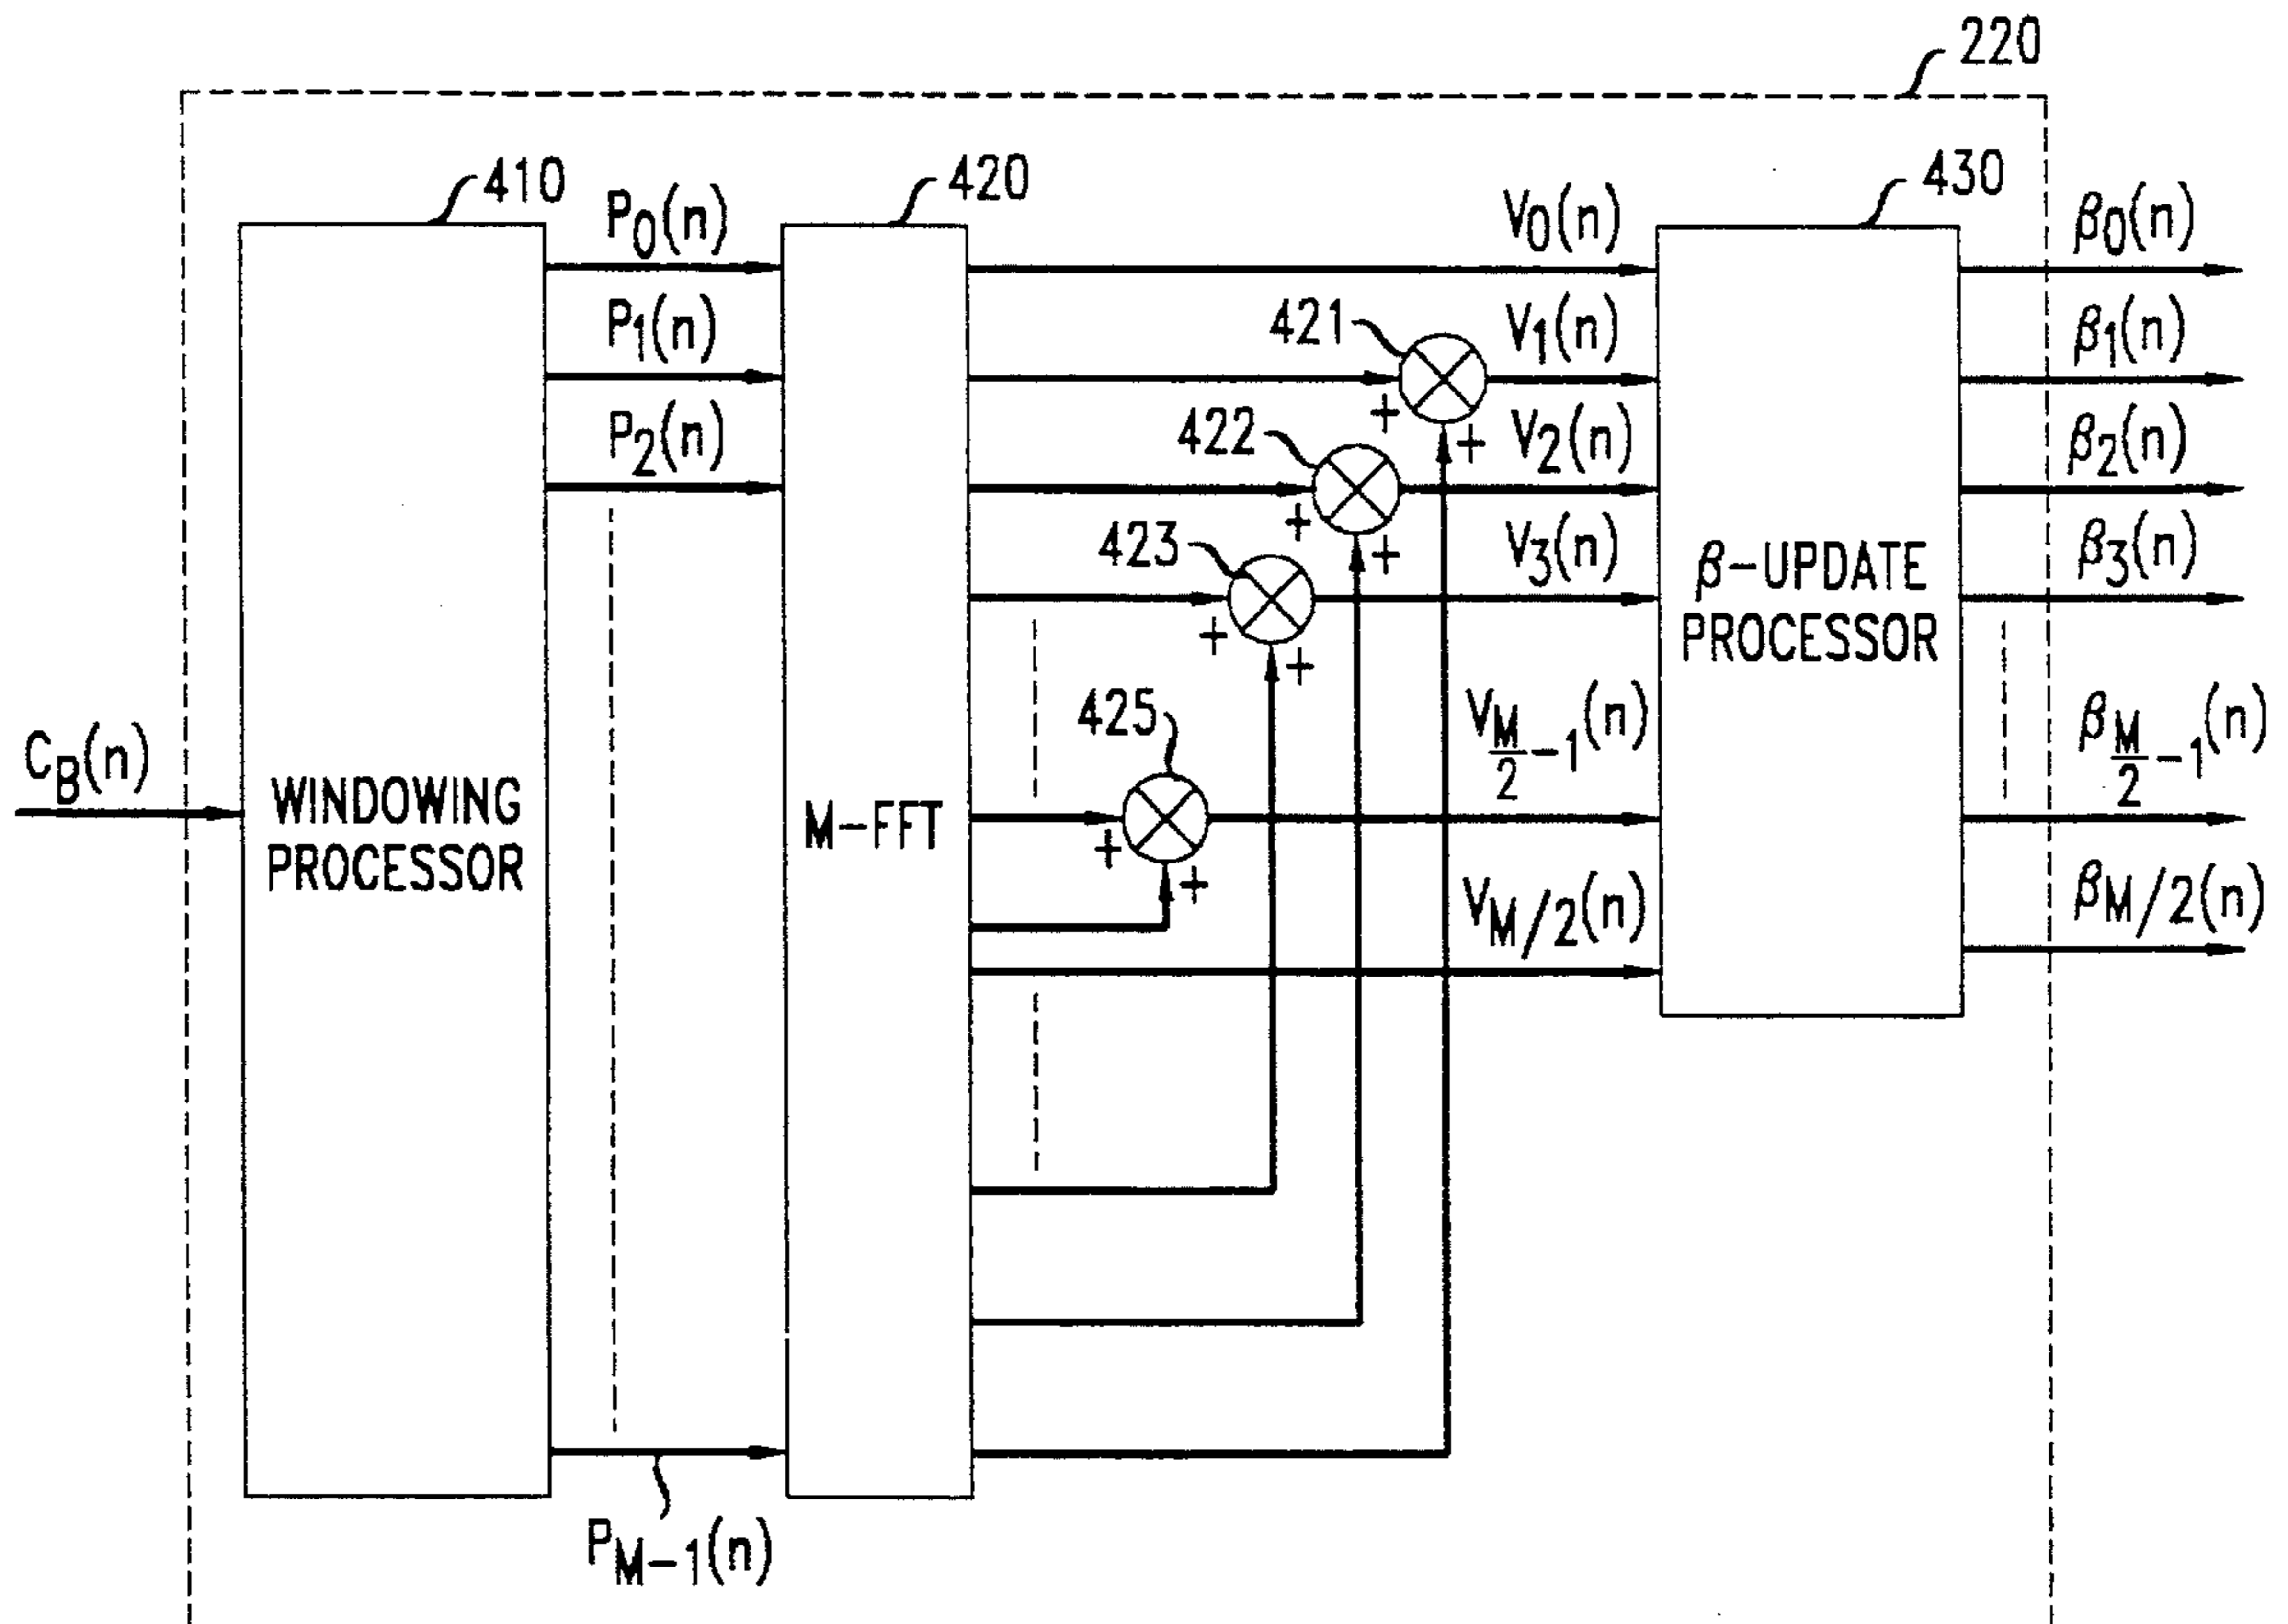 220
410
420
430
P0(n)
P1(n)
P2(n)
PM-1(n)
V0(n)
421
V1(n)
422
V2(n)
423
V3(n)
425
VM/2-1(n)
VM/2(n)
+
+
+
+
+
+
+
+
CB(n)
WINDOWING
PROCESSOR
M-FFT
β-UPDATE
PROCESSOR
β0(n)
β1(n)
β2(n)
β3(n)
βM/2-1(n)
βM/2(n)